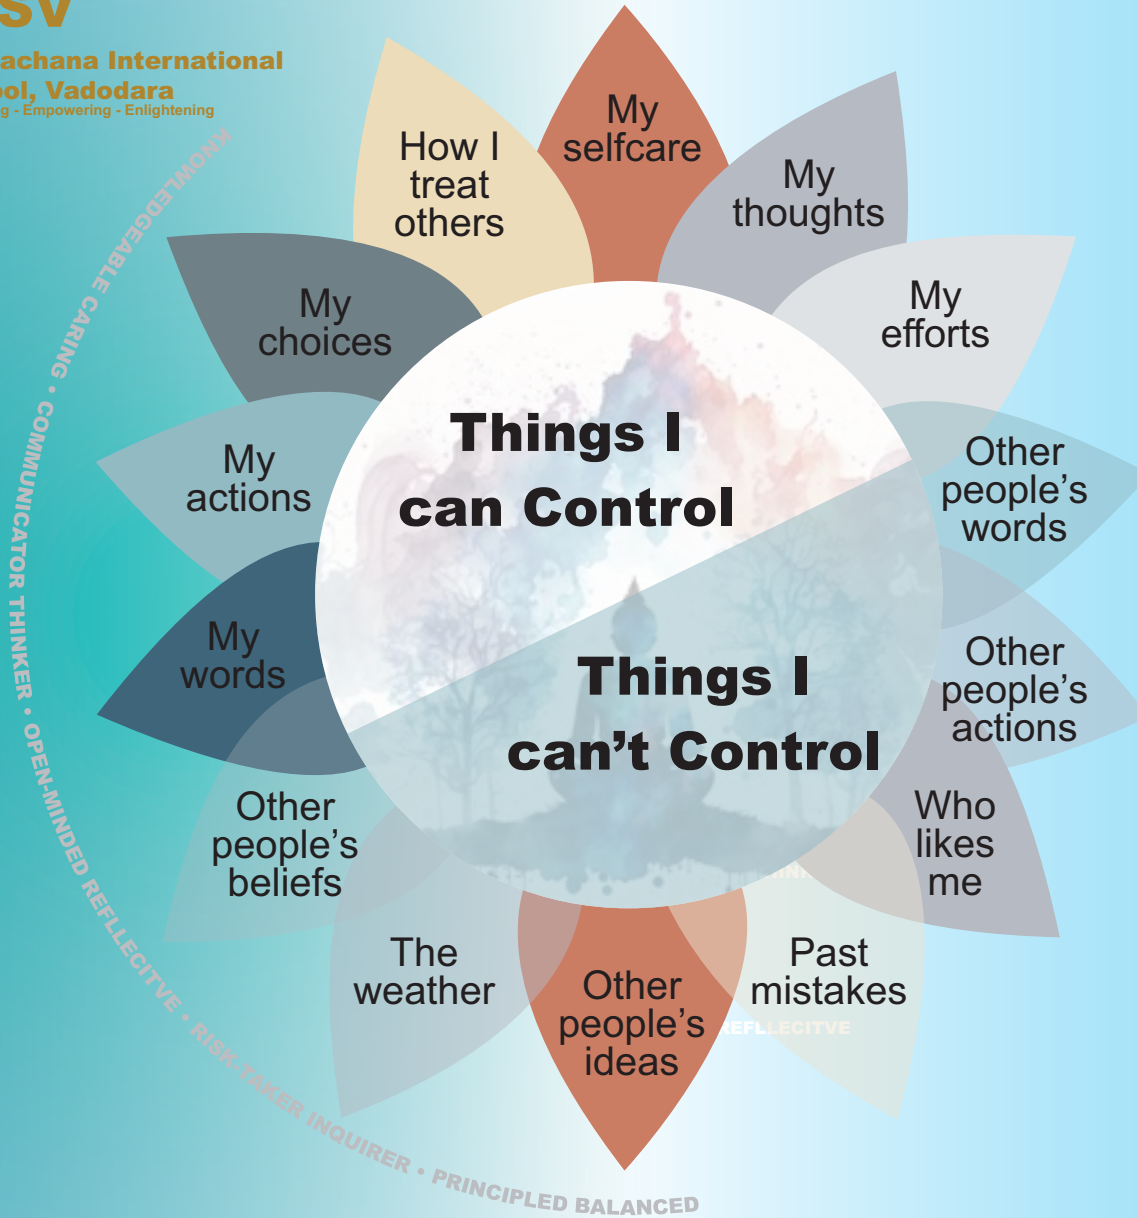 achana International
ool, Vadodara
g - Empowering - Enlightening
My
selfcare
My
thoughts
My
efforts
Other
people's
words
Other
people's
actions
Who
likes
me
Past
mistakes
Other
people's
ideas
The
weather
Other
people's
beliefs
My
words
My
actions
My
choices
How I
treat
others
Things I
can Control
Things I
can't Control
KNOWLEDGEABLE CARING • COMMUNICATOR THINKER • OPEN-MINDED REFLLECITVE • RISK-TAKER INQUIRER • PRINCIPLED BALANCED
REFLLECITVE